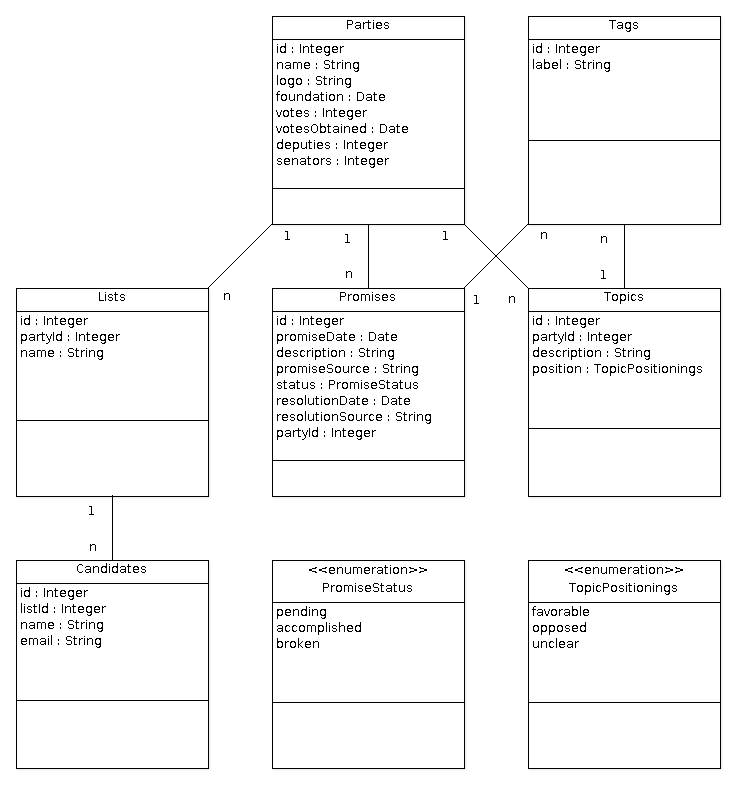 Parties
id : Integer
name : String
logo : String
foundation : Date
votes : Integer
votesObtained : Date
deputies : Integer
senators : Integer
Tags
id : Integer
label : String
1
1
1
n
n
n
n
1
n
1
n
Lists
id : Integer
partyId : Integer
name : String
Promises
id : Integer
promiseDate : Date
description : String
promiseSource : String
status : PromiseStatus
resolutionDate : Date
resolutionSource : String
partyId : Integer
Topics
id : Integer
partyId : Integer
description : String
position : TopicPositionings
1
n
Candidates
id : Integer
listId : Integer
name : String
email : String
<<enumeration>>
PromiseStatus
pending
accomplished
broken
<<enumeration>>
TopicPositionings
favorable
opposed
unclear